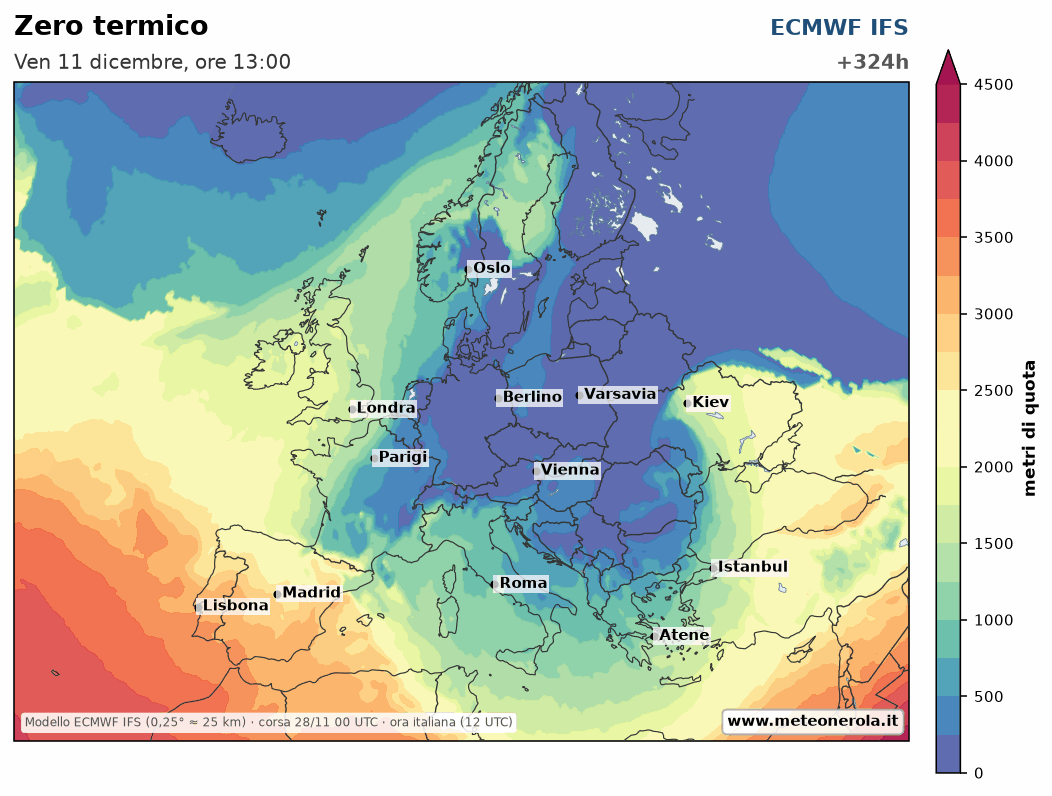 Zero termico
ECMWF IFS
Ven 11 dicembre, ore 13:00
+324h
4500
4000
3500
3000
2500
2000
1500
1000
500
0
metri di quota
Oslo
Berlino
Varsavia
Kiev
Londra
Parigi
Vienna
Istanbul
Roma
Madrid
Lisbona
Atene
Modello ECMWF IFS (0,25° ≈ 25 km) · corsa 28/11 00 UTC · ora italiana (12 UTC)
www.meteonerola.it